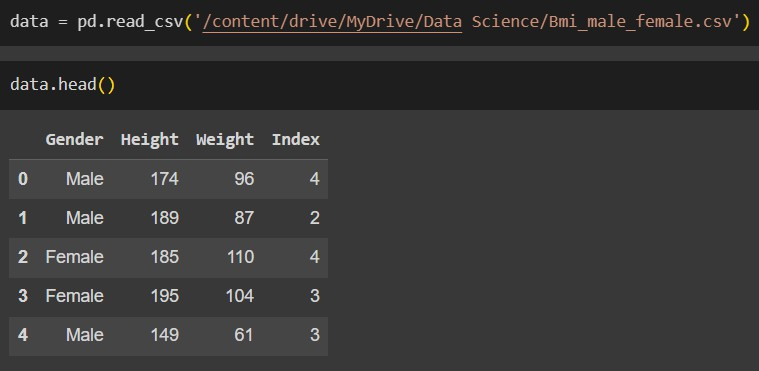 data = pd.read_csv('/content/drive/MyDrive/Data Science/Bmi_male_female.csv')
data.head()
Gender Height Weight Index
0 Male 174 96 4
1 Male 189 87 2
2 Female 185 110 4
3 Female 195 104 3
4 Male 149 61 3